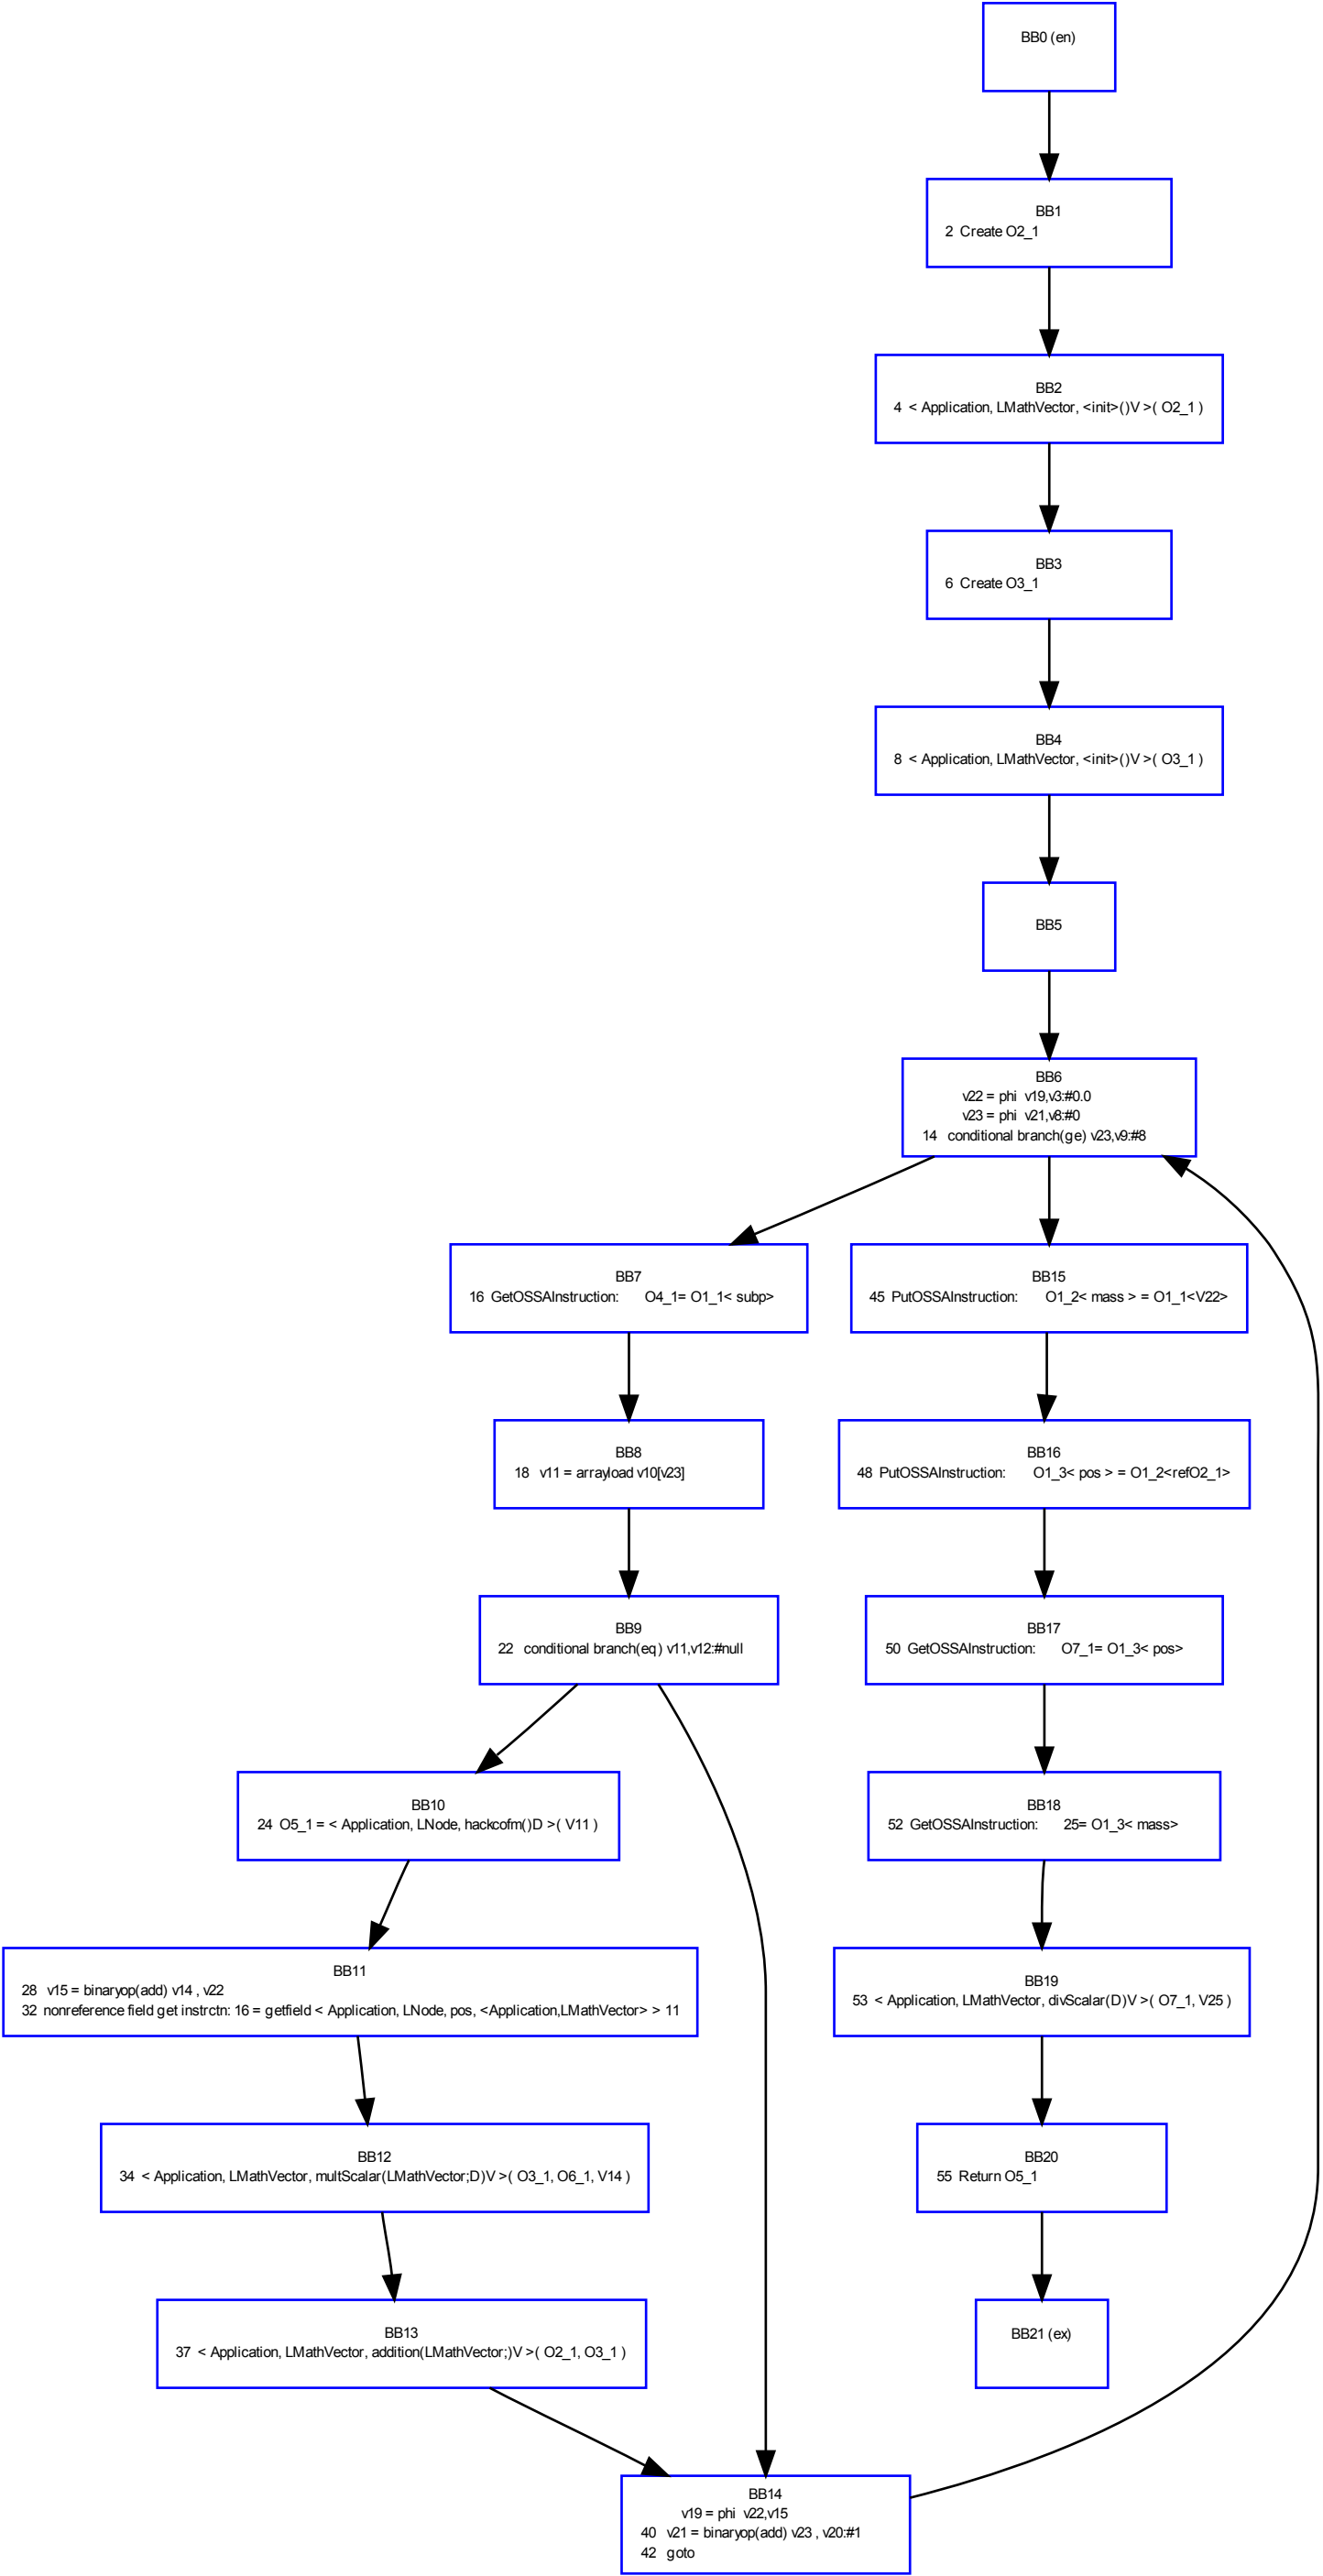 BB0 (en)
BB1
2 Create O2_1
BB2
4 < Application, LMathVector, <init>()V >( O2_1 )
BB3
6 Create O3_1
BB4
8 < Application, LMathVector, <init>()V >( O3_1 )
BB5
BB6
v22 = phi v19,v3:#0.0
v23 = phi v21,v8:#0
14 conditional branch(ge) v23,v9:#8
BB7
16 GetOSSAInstruction: O4_1= O1_1< subp>
BB15
45 PutOSSAInstruction: O1_2< mass > = O1_1<V22>
BB8
18 v11 = arrayload v10[v23]
BB16
48 PutOSSAInstruction: O1_3< pos > = O1_2<refO2_1>
BB9
22 conditional branch(eq) v11,v12:#null
BB17
50 GetOSSAInstruction: O7_1= O1_3< pos>
BB10
24 O5_1 = < Application, LNode, hackcofm()D >( V11 )
BB18
52 GetOSSAInstruction: 25= O1_3< mass>
BB11
28 v15 = binaryop(add) v14 , v22
32 nonreference field get instrctn: 16 = getfield < Application, LNode, pos, <Application,LMathVector> > 11
BB19
53 < Application, LMathVector, divScalar(D)V >( O7_1, V25 )
BB12
34 < Application, LMathVector, multScalar(LMathVector;D)V >( O3_1, O6_1, V14 )
BB20
55 Return O5_1
BB13
37 < Application, LMathVector, addition(LMathVector;)V >( O2_1, O3_1 )
BB21 (ex)
BB14
v19 = phi v22,v15
40 v21 = binaryop(add) v23 , v20:#1
42 goto